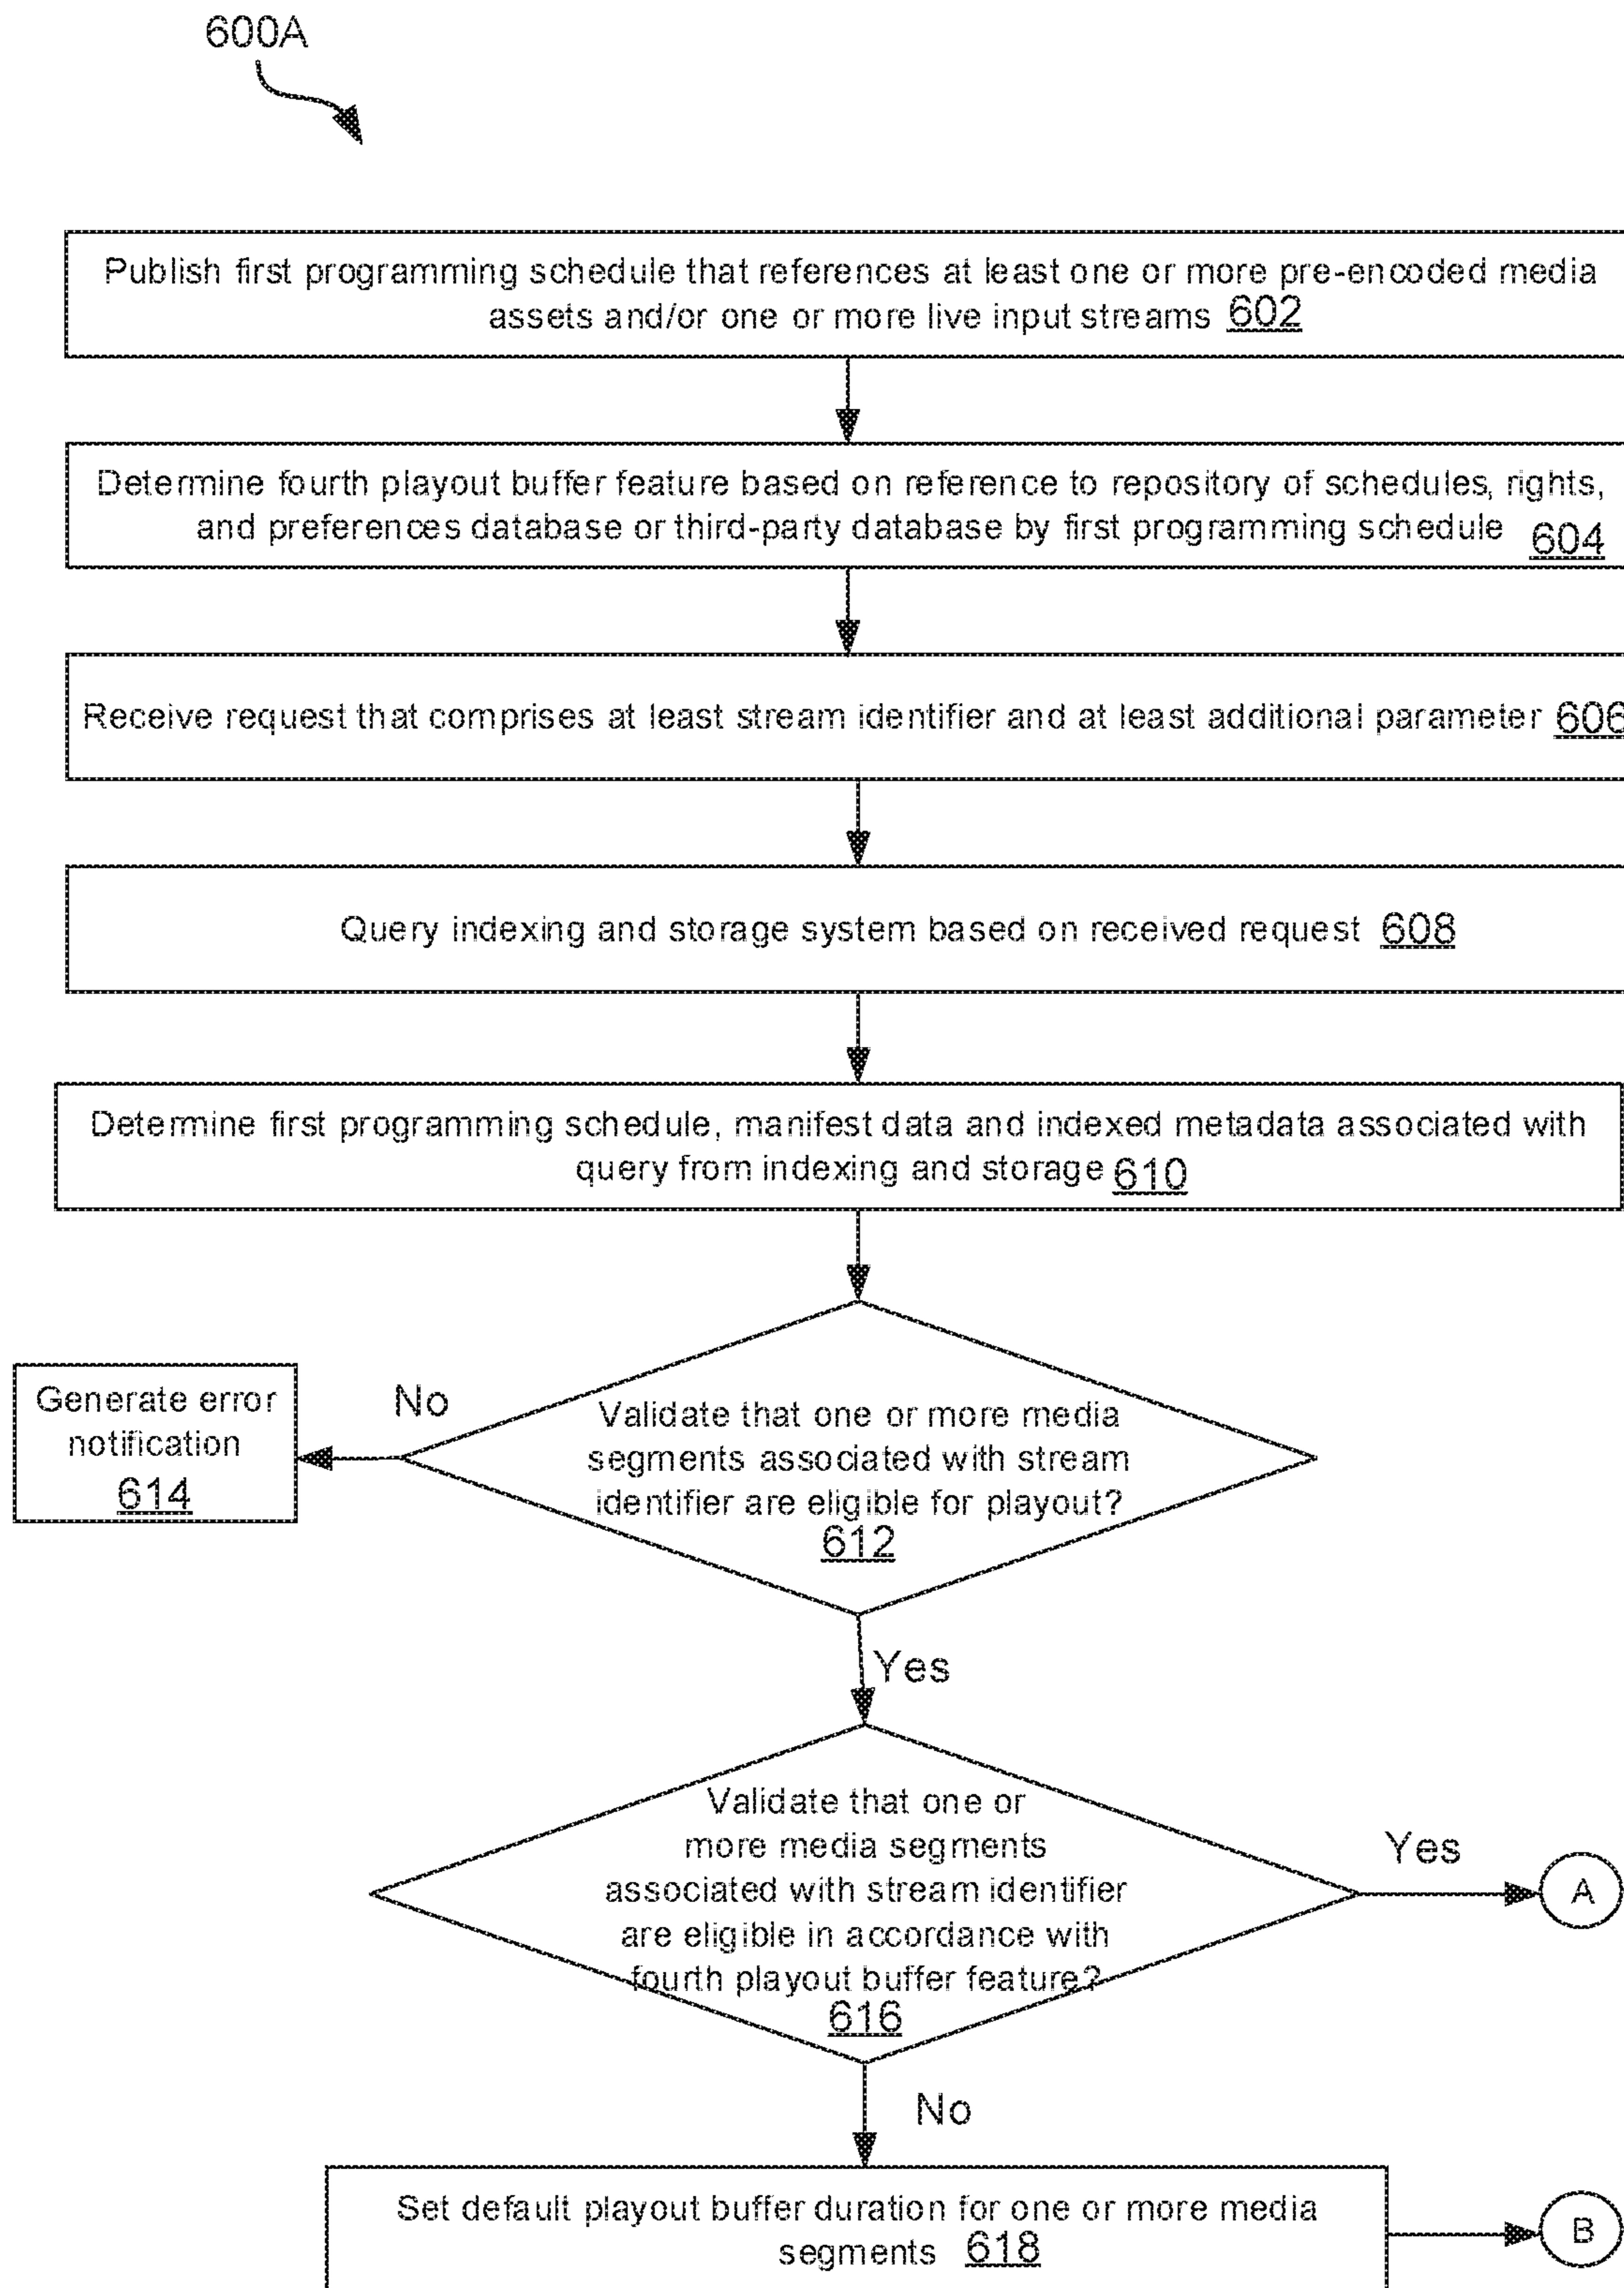 600A
Publish first programming schedule that references at least one or more pre-encoded media
assets and/or one or more live input streams 602
Determine fourth playout buffer feature based on reference to repository of schedules, rights,
and preferences database or third-party database by first programming schedule 604
Receive request that comprises at least stream identifier and at least additional parameter 606
Query indexing and storage system based on received request 608
Determine first programming schedule, manifest data and indexed metadata associated with
query from indexing and storage 610
Generate error
notification
614
No
Validate that one or more media
segments associated with stream
identifier are eligible for playout?
612
Yes
Validate that one or
more media segments
associated with stream identifier
are eligible in accordance with
fourth playout buffer feature?
616
Yes
A
No
Set default playout buffer duration for one or more media
segments 618
B